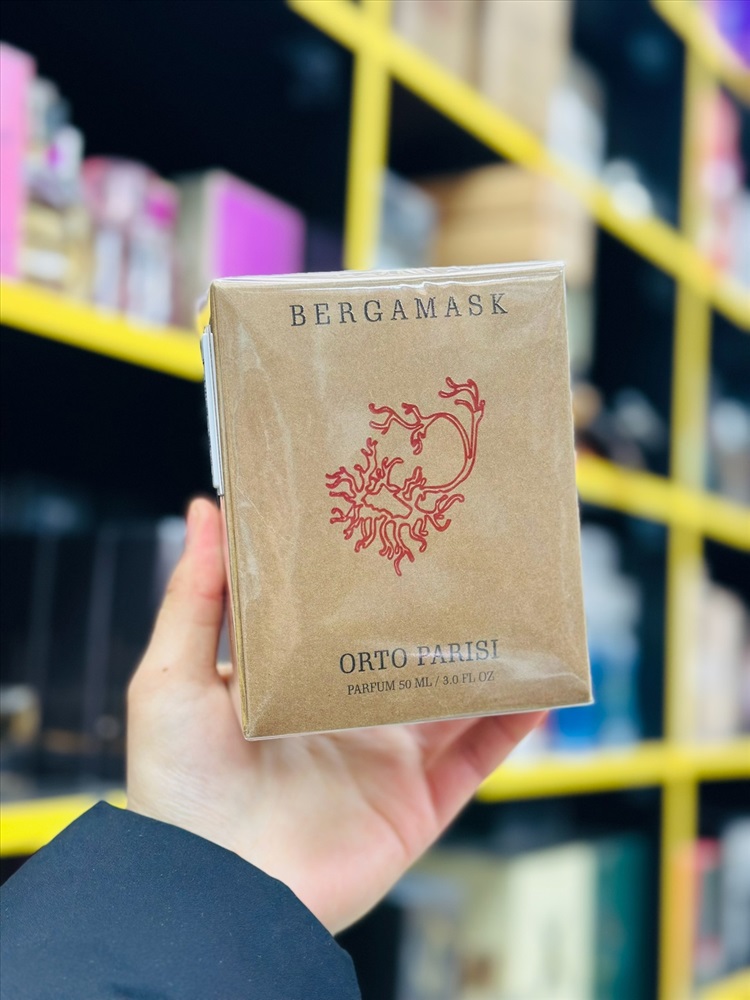 BERGAMASK
ORTO PARISI
PARFUM 50 ML / 3.0 FL OZ